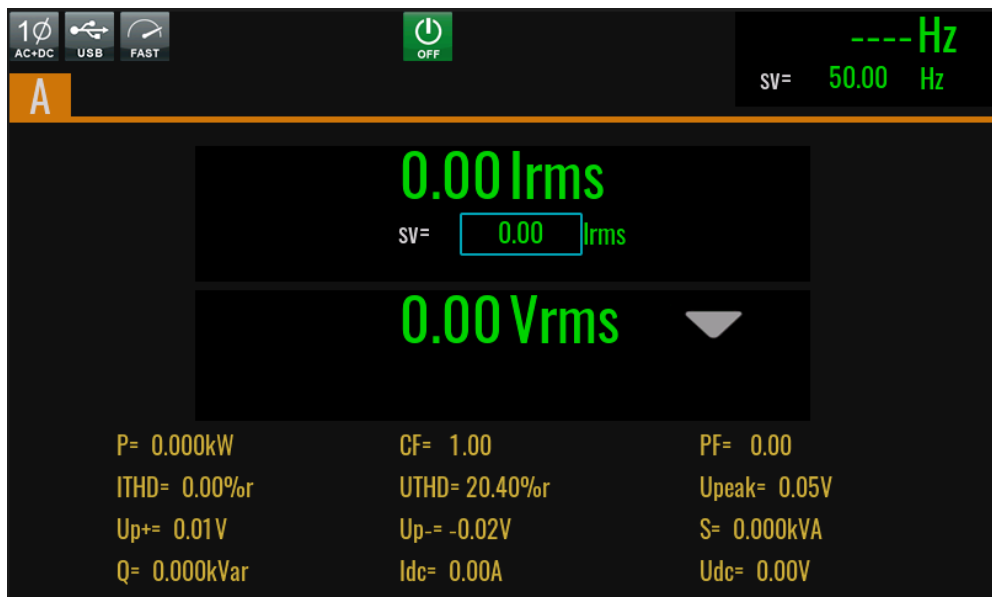 1Ø
AC+DC USB FAST OFF
----Hz
sv= 50.00 Hz
A
0.00 Irms
sv= 0.00 Irms
0.00 Vrms
P= 0.000kW CF= 1.00 PF= 0.00
ITHD= 0.00%r UTHD= 20.40%r Upeak= 0.05V
Up+= 0.01V Up-= -0.02V S= 0.000kVA
Q= 0.000kVar Idc= 0.00A Udc= 0.00V